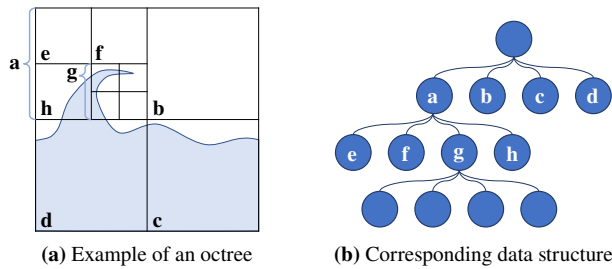 e f
a
g
h b
d c
(a) Example of an octree
a b c d
e f g h
(b) Corresponding data structure